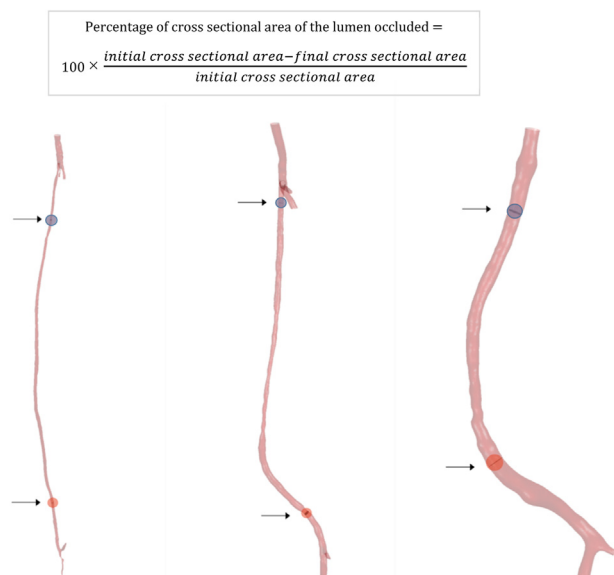 Percentage of cross sectional area of the lumen occluded =
100 × initial cross sectional area−final cross sectional area
initial cross sectional area